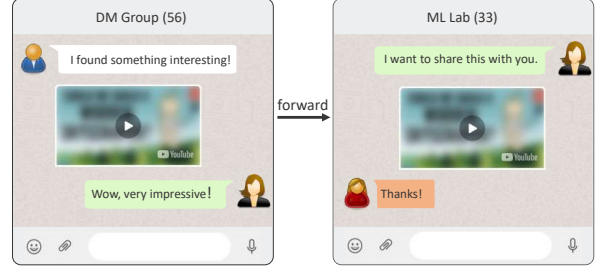 DM Group (56)
I found something interesting!
YouTube
Wow, very impressive!
forward
ML Lab (33)
I want to share this with you.
YouTube
Thanks!